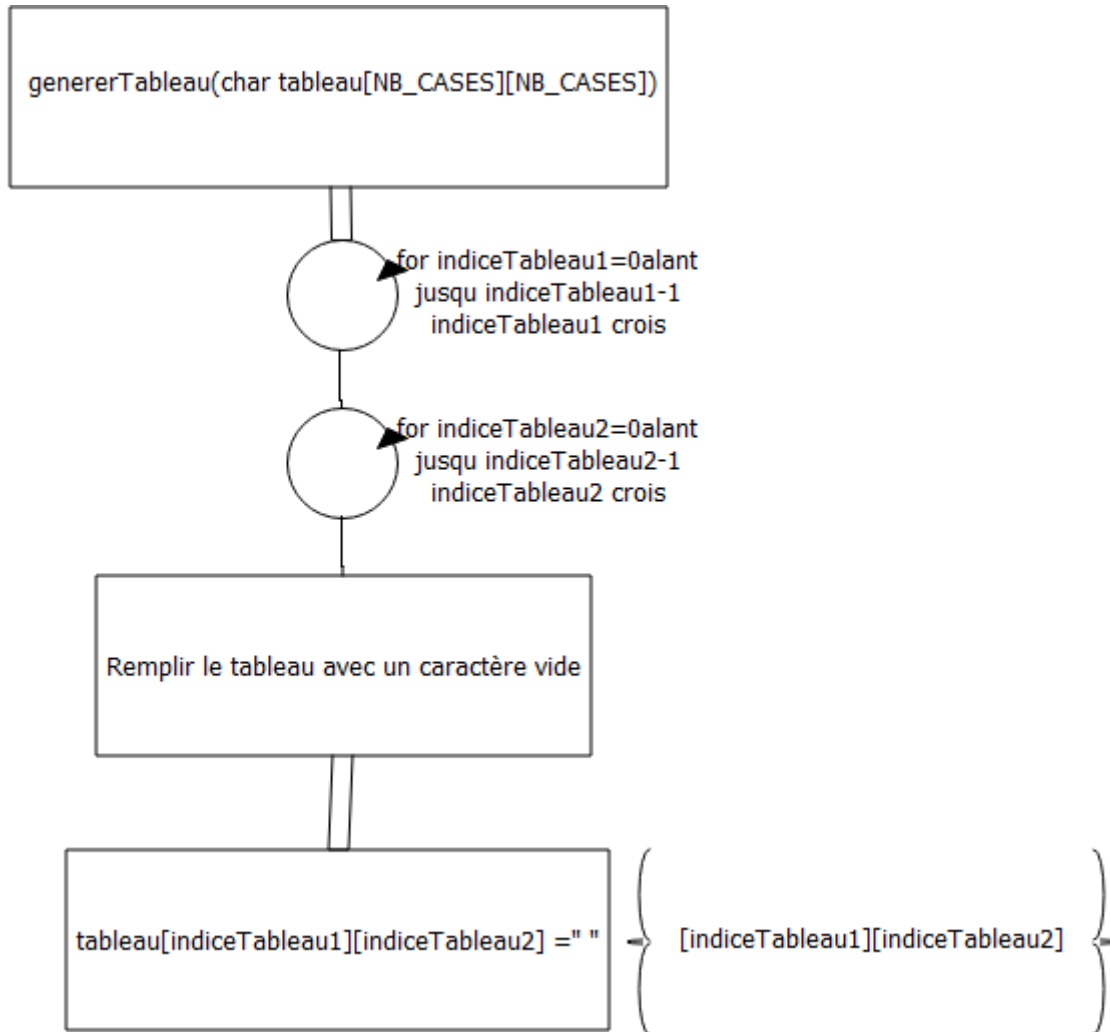 genererTableau(char tableau[NB_CASES][NB_CASES])
for indiceTableau1=0alant
jusqu indiceTableau1-1
indiceTableau1 crois
for indiceTableau2=0alant
jusqu indiceTableau2-1
indiceTableau2 crois
Remplir le tableau avec un caractère vide
tableau[indiceTableau1][indiceTableau2] =" "
[indiceTableau1][indiceTableau2]